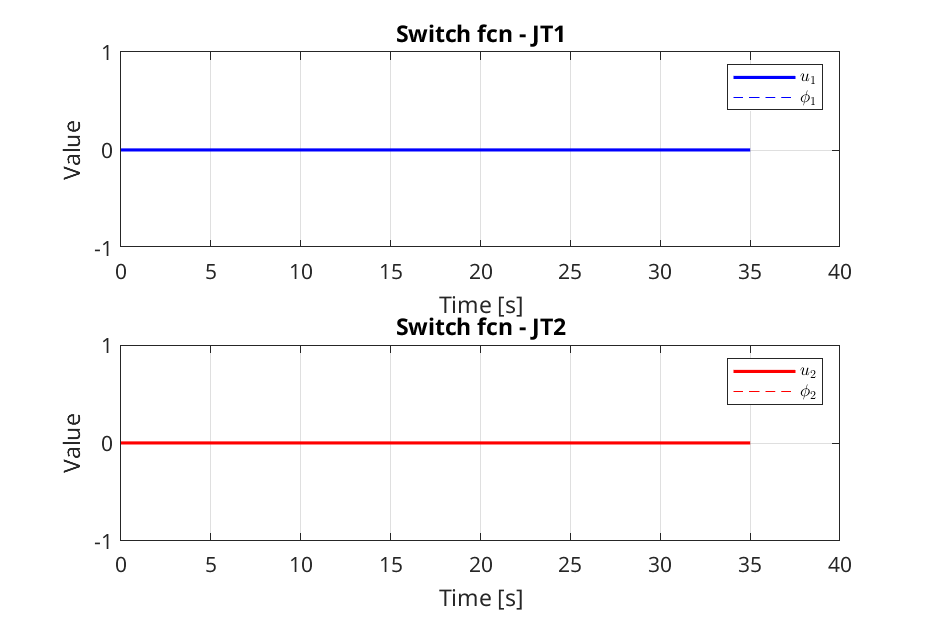 Switch fcn - JT1
1
u₁
ϕ₁
Value
0
-1
0 5 10 15 20 25 30 35 40
Time [s]
Switch fcn - JT2
1
u₂
ϕ₂
Value
0
-1
0 5 10 15 20 25 30 35 40
Time [s]